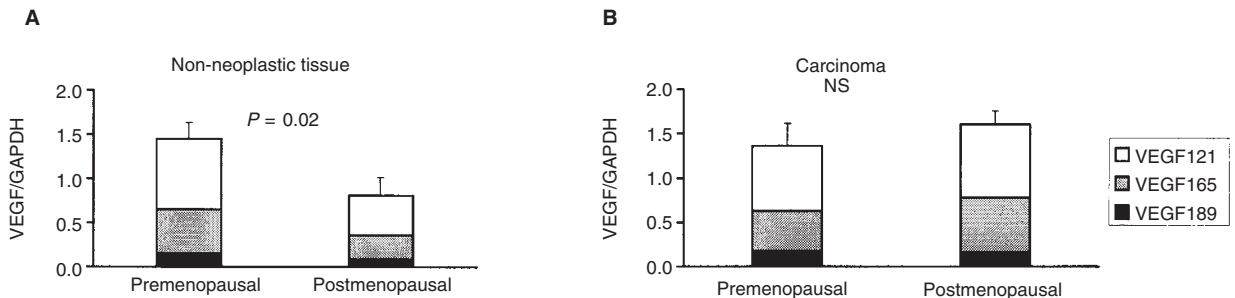 A
Non-neoplastic tissue
P = 0.02
VEGF/GAPDH
2.0
1.5
1.0
0.5
0.0
Premenopausal
Postmenopausal
B
Carcinoma
NS
VEGF/GAPDH
2.0
1.5
1.0
0.5
0.0
Premenopausal
Postmenopausal
VEGF121
VEGF165
VEGF189